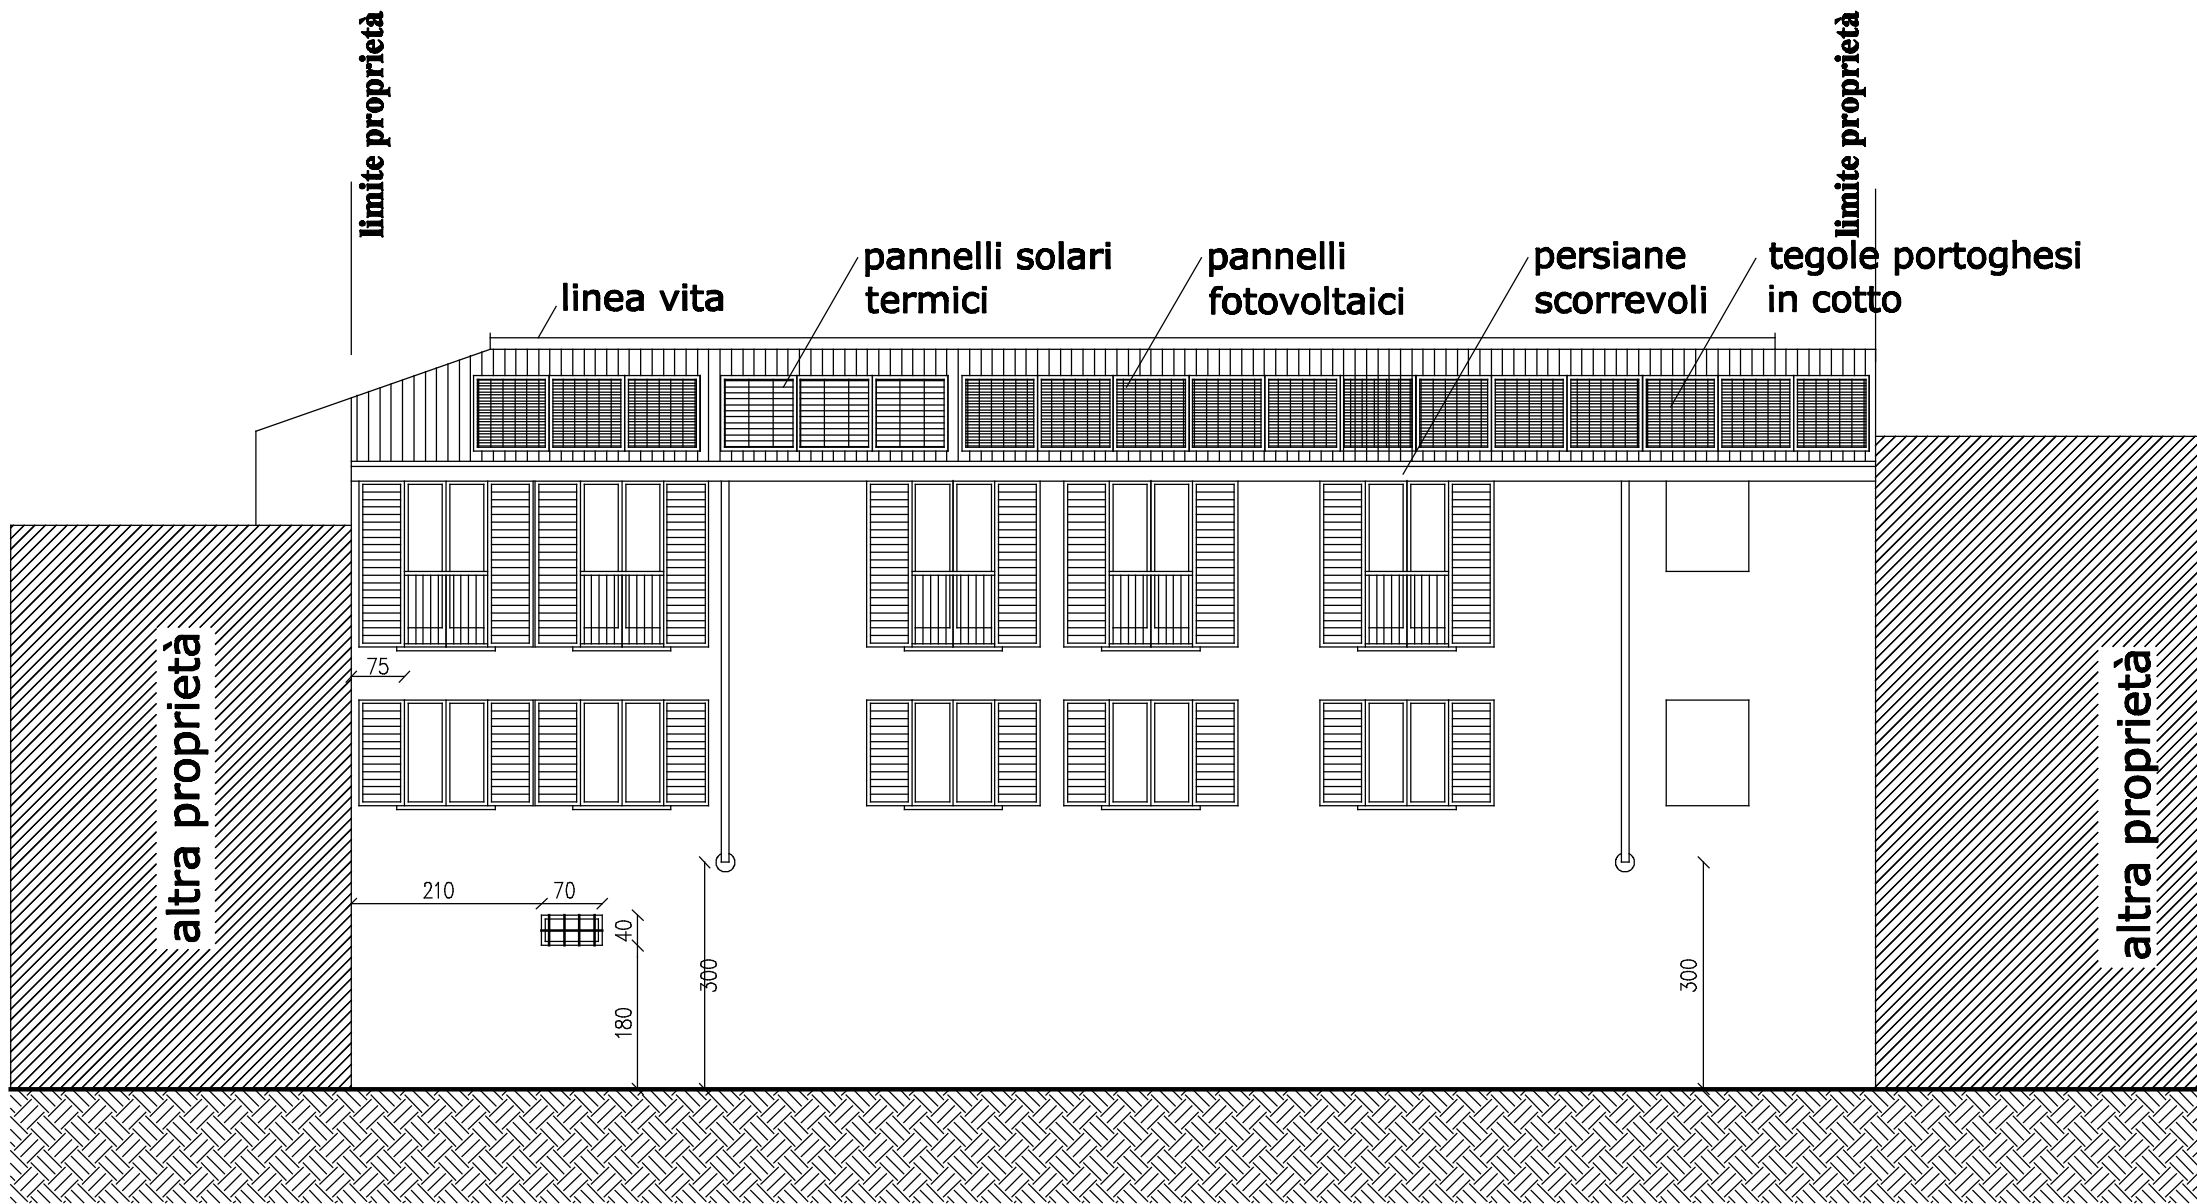 limite proprietà
limite proprietà
linea vita
pannelli solari
termici
pannelli
fotovoltaici
persiane
scorrevoli
tegole portoghesi
in cotto
altra proprietà
altra proprietà
75
210
70
40
180
300
300